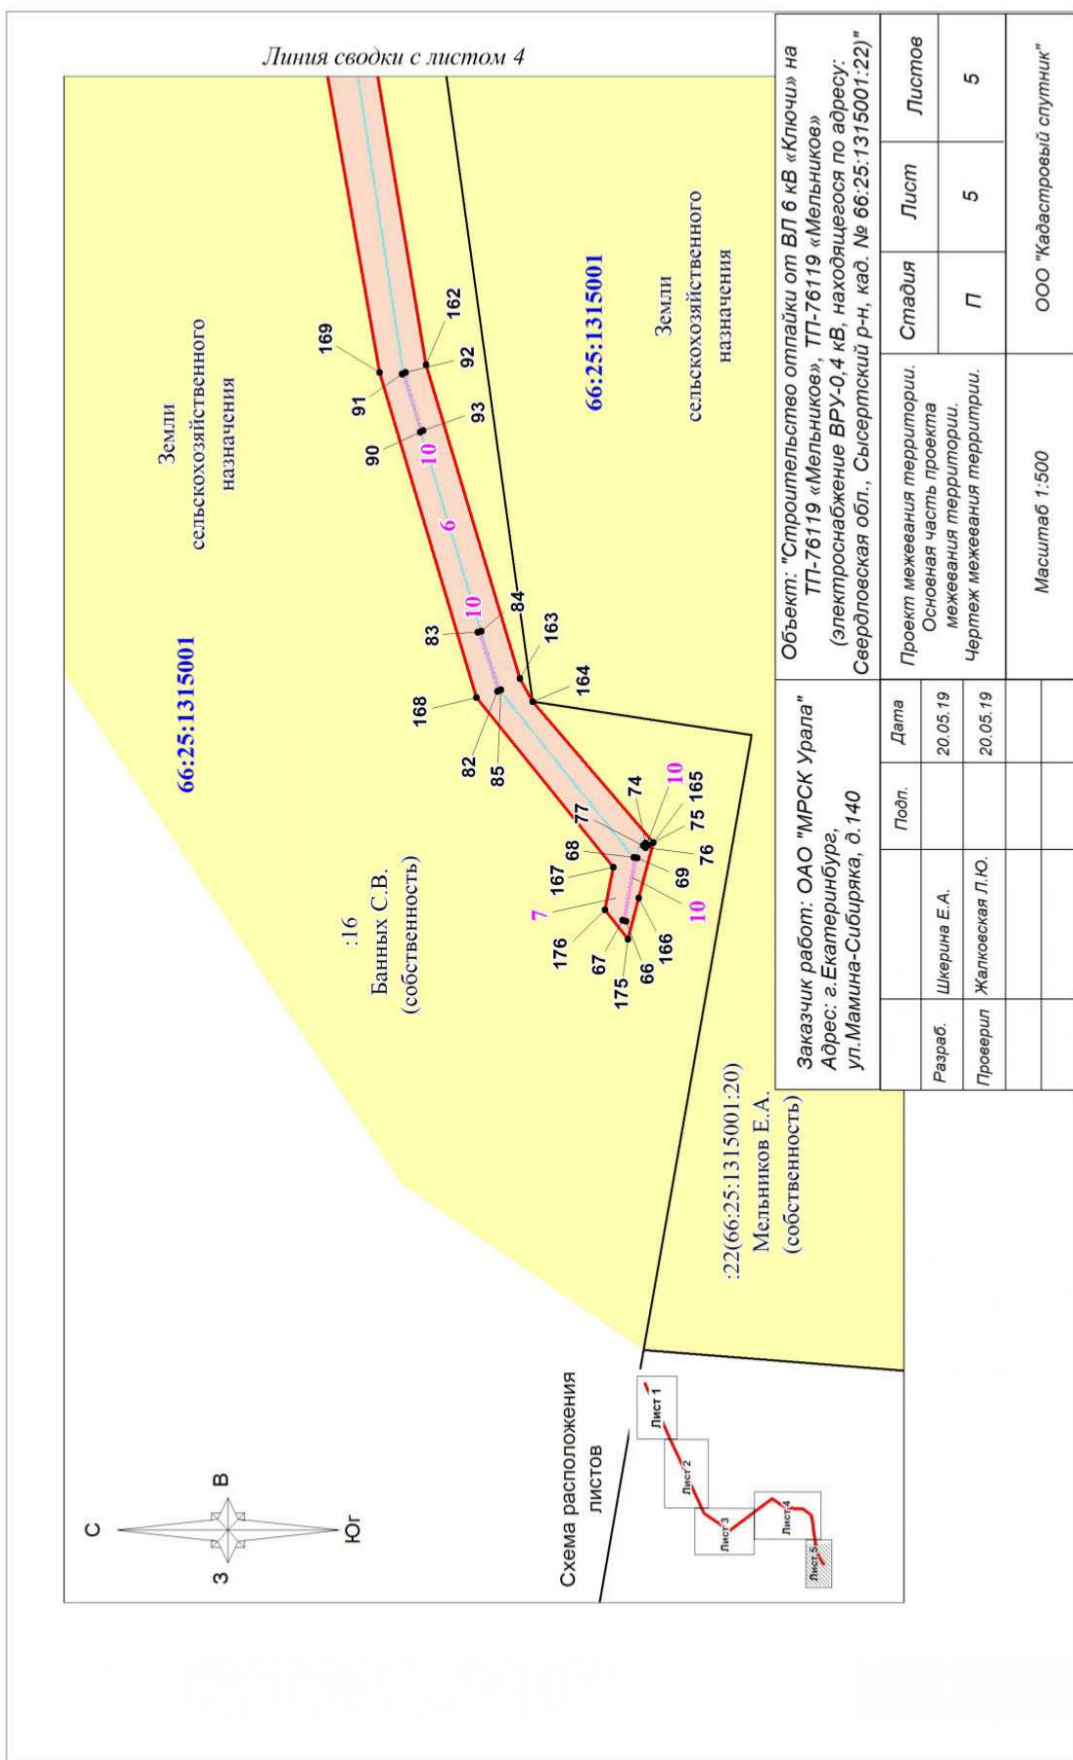 Линия сводки с листом 4
С
З
В
Юг
Земли
сельскохозяйственного
назначения
66:25:1315001
169
91
90
10
6
10
83
168
82
85
162
92
93
84
163
164
66:25:1315001
Земли
сельскохозяйственного
назначения
:16
Банных С.В.
(собственность)
7
176
167
68
77
74
10
165
75
76
69
10
166
66
67
175
:22(66:25:1315001:20)
Мельников Е.А.
(собственность)
Схема расположения
листов
Лист 1
Лист 2
Лист 3
Лист 4
Лист 5
Заказчик работ: ОАО "МРСК Урала"
Адрес: г.Екатеринбург,
ул.Мамина-Сибиряка, д.140
Объект: "Строительство отпайки от ВЛ 6 кВ «Ключи» на
ТП-76119 «Мельников», ТП-76119 «Мельников»
(электроснабжение ВРУ-0,4 кВ, находящегося по адресу:
Свердловская обл., Сысертский р-н, кад. № 66:25:1315001:22)"
Подп.
Дата
Разраб.
Шкерина Е.А.
20.05.19
Проверил
Жалковская Л.Ю.
20.05.19
Проект межевания территории.
Основная часть проекта
межевания территории.
Чертеж межевания территрии.
Стадия
Лист
Листов
П
5
5
Масштаб 1:500
ООО "Кадастровый спутник"